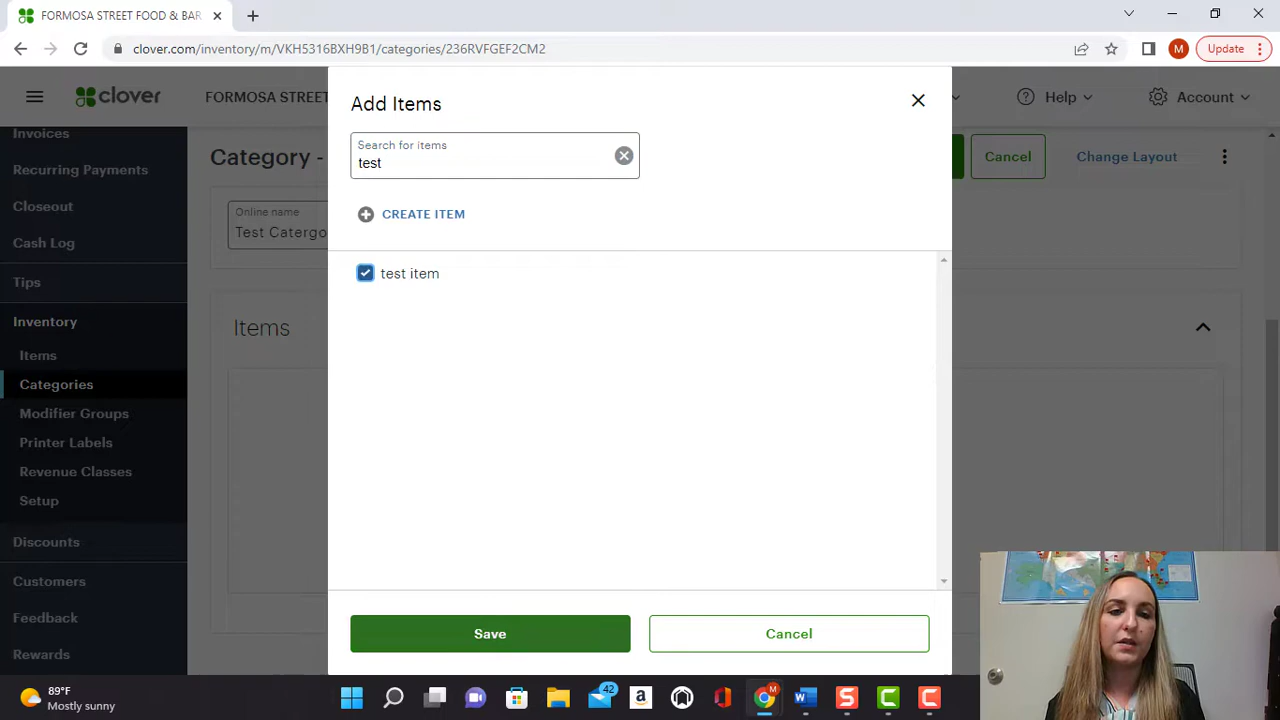 FORMOSA STREET FOOD & BAR
clover.com/inventory/m/VKH5316BXH9B1/categories/236RVFGEF2CM2
M
Update
clover
FORMOSA STREET
Help
Account
Invoices
Recurring Payments
Closeout
Cash Log
Tips
Inventory
Items
Categories
Modifier Groups
Printer Labels
Revenue Classes
Setup
Discounts
Customers
Feedback
Rewards
Category -
Cancel
Change Layout
Online name
Test Catergo
Items
Add Items
Search for items
test
CREATE ITEM
test item
Save
Cancel
89°F
Mostly sunny
42
a
M
W
S
C
C